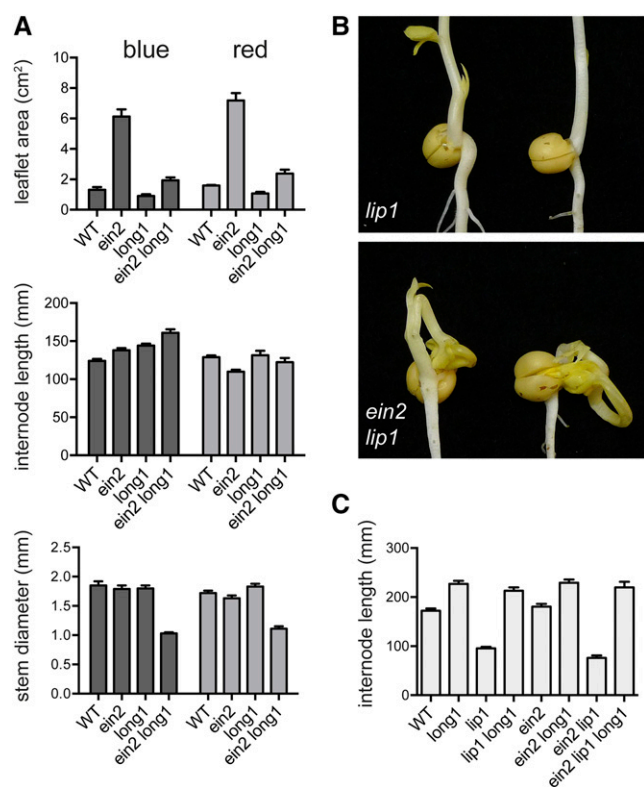 A
blue red
leaflet area (cm²)
8
6
4
2
0
WT ein2 long1 ein2 long1 WT ein2 long1 ein2 long1
internode length (mm)
200
150
100
50
0
WT ein2 long1 ein2 long1 WT ein2 long1 ein2 long1
stem diameter (mm)
2.5
2.0
1.5
1.0
0.5
0.0
WT ein2 long1 ein2 long1 WT ein2 long1 ein2 long1
B
lip1
ein2
lip1
C
internode length (mm)
300
200
100
0
WT long1 lip1 lip1 long1 ein2 ein2 long1 ein2 lip1 ein2 lip1 long1